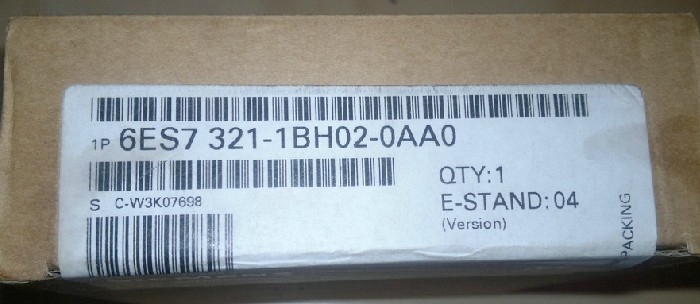 1P 6ES7 321-1BH02-0AA0
S C-W3K07698
QTY:1
E-STAND:04
(Version)
PACKING